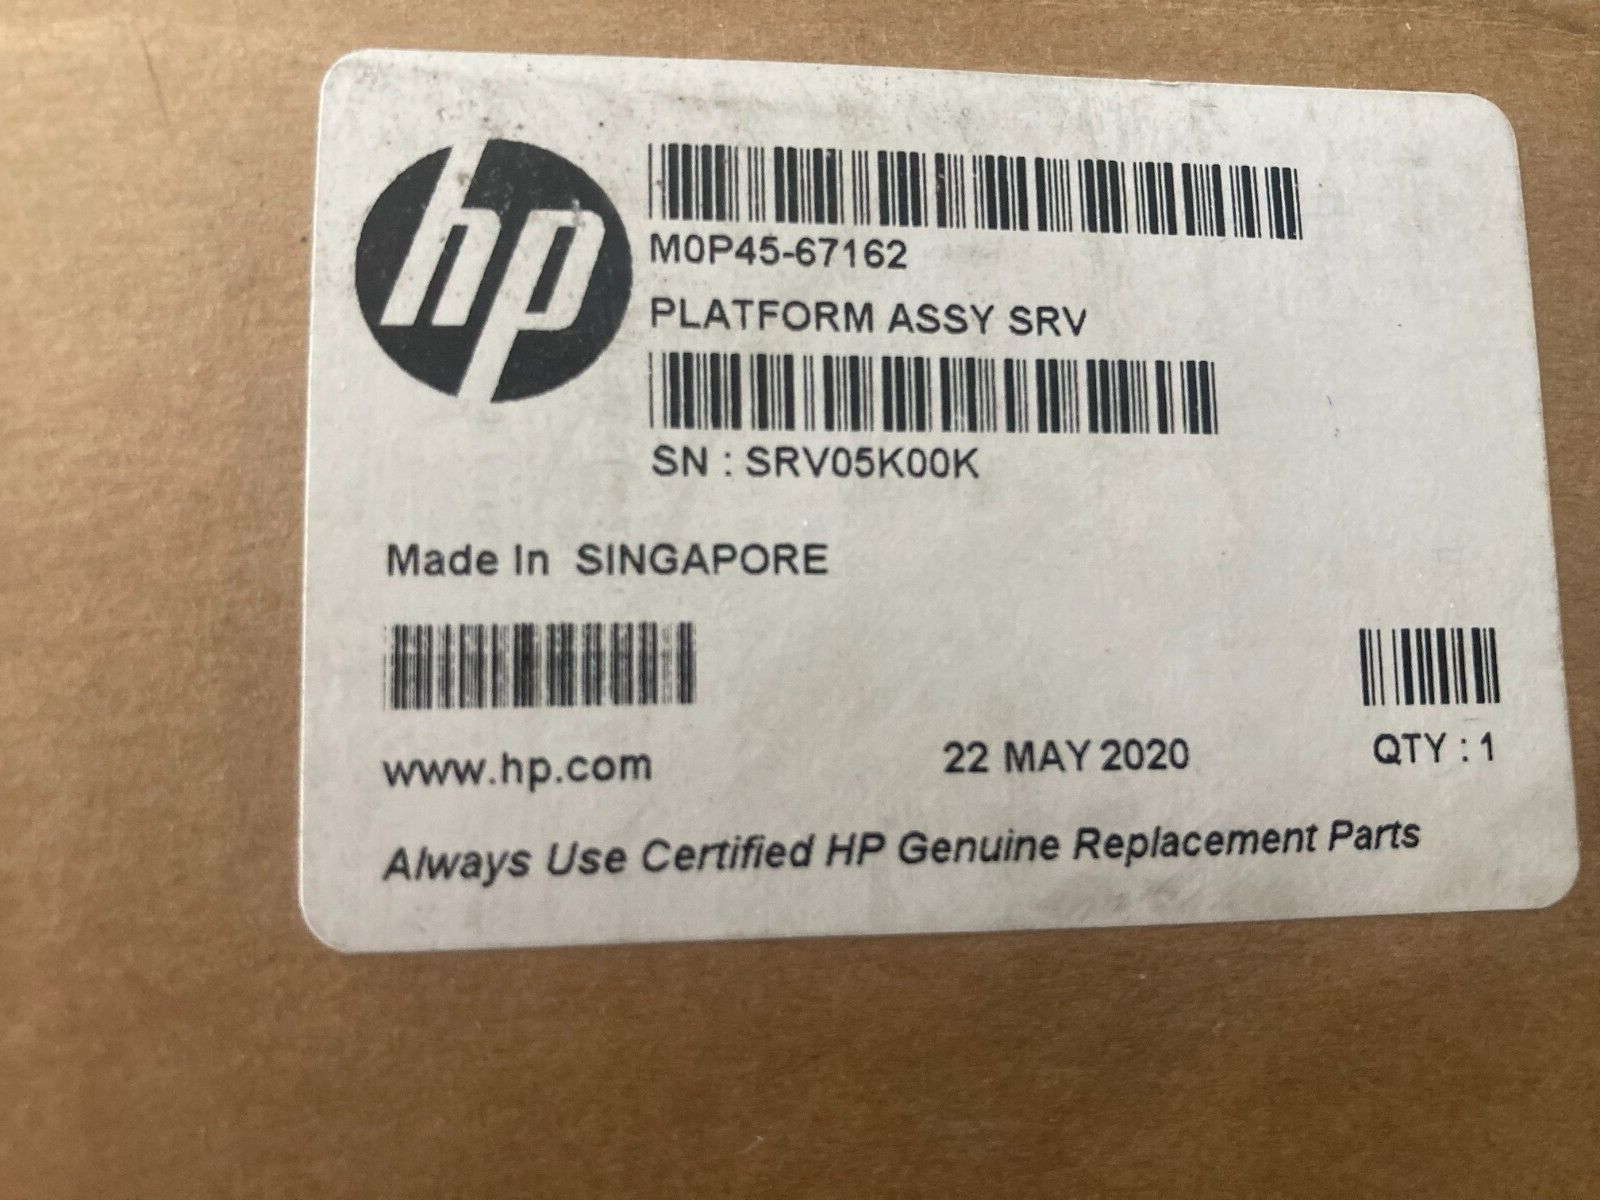 hp
M0P45-67162
PLATFORM ASSY SRV
SN : SRV05K00K
Made In SINGAPORE
www.hp.com
22 MAY 2020
QTY : 1
Always Use Certified HP Genuine Replacement Parts